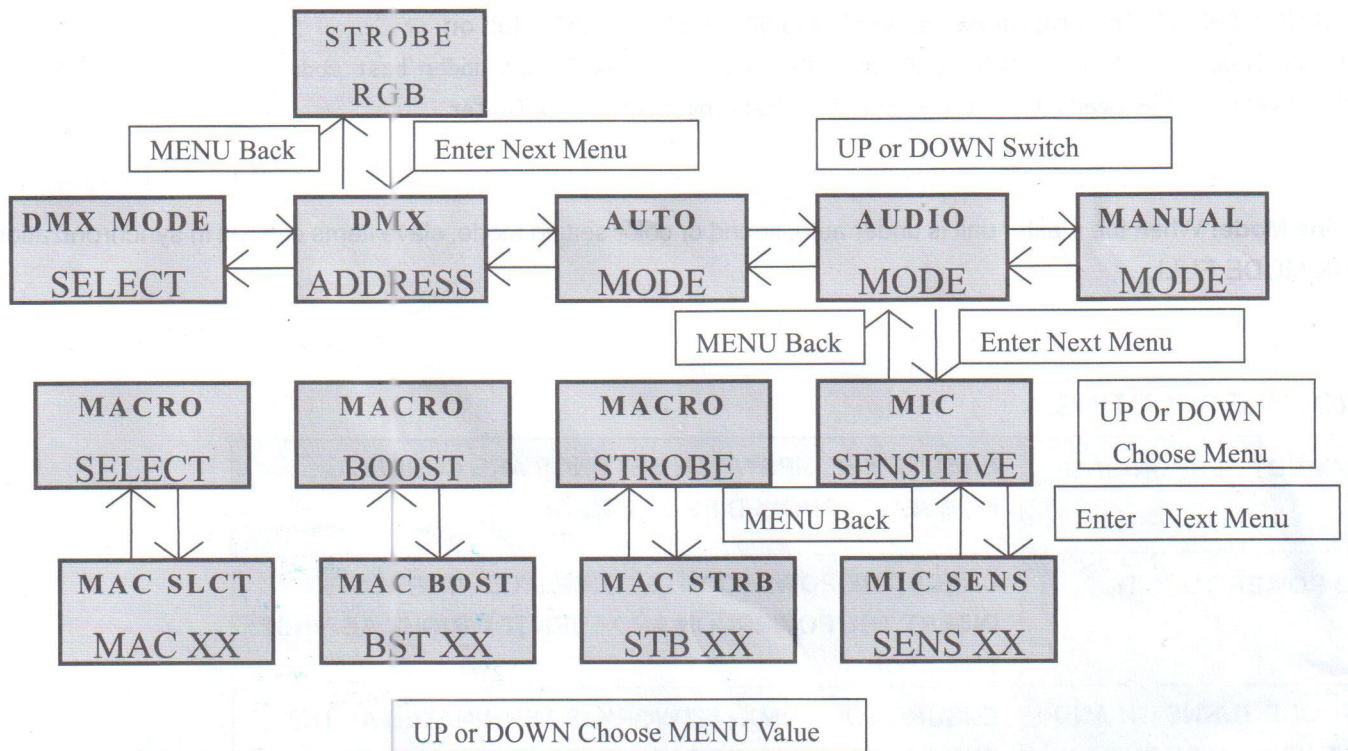 STROBE
RGB
MENU Back
Enter Next Menu
UP or DOWN Switch
DMX MODE
SELECT
DMX
ADDRESS
AUTO
MODE
AUDIO
MODE
MANUAL
MODE
MENU Back
Enter Next Menu
MACRO
SELECT
MACRO
BOOST
MACRO
STROBE
MIC
SENSITIVE
UP Or DOWN
Choose Menu
MENU Back
Enter Next Menu
MAC SLCT
MAC XX
MAC BOST
BST XX
MAC STRB
STB XX
MIC SENS
SENS XX
UP or DOWN Choose MENU Value